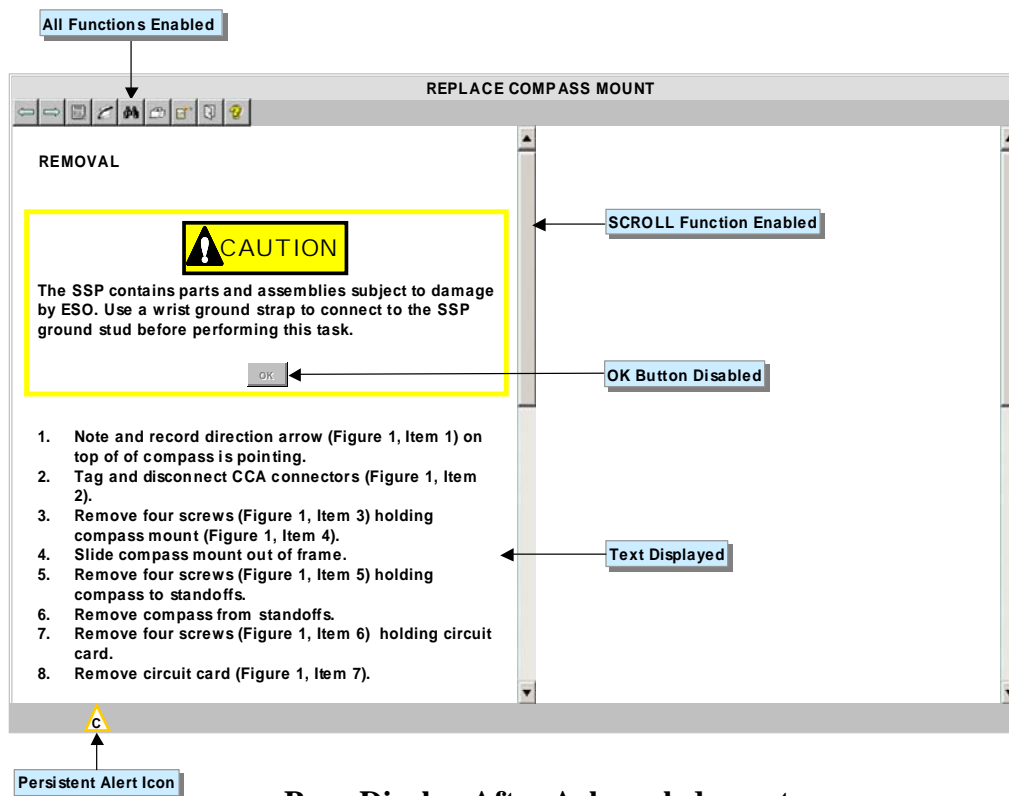 All Functions Enabled
REPLACE COMPASS MOUNT
REMOVAL
CAUTION
The SSP contains parts and assemblies subject to damage
by ESO. Use a wrist ground strap to connect to the SSP
ground stud before performing this task.
OK
SCROLL Function Enabled
OK Button Disabled
1. Note and record direction arrow (Figure 1, Item 1) on
top of of compass is pointing.
2. Tag and disconnect CCA connectors (Figure 1, Item
2).
3. Remove four screws (Figure 1, Item 3) holding
compass mount (Figure 1, Item 4).
4. Slide compass mount out of frame.
5. Remove four screws (Figure 1, Item 5) holding
compass to standoffs.
6. Remove compass from standoffs.
7. Remove four screws (Figure 1, Item 6) holding circuit
card.
8. Remove circuit card (Figure 1, Item 7).
Text Displayed
C
Persistent Alert Icon